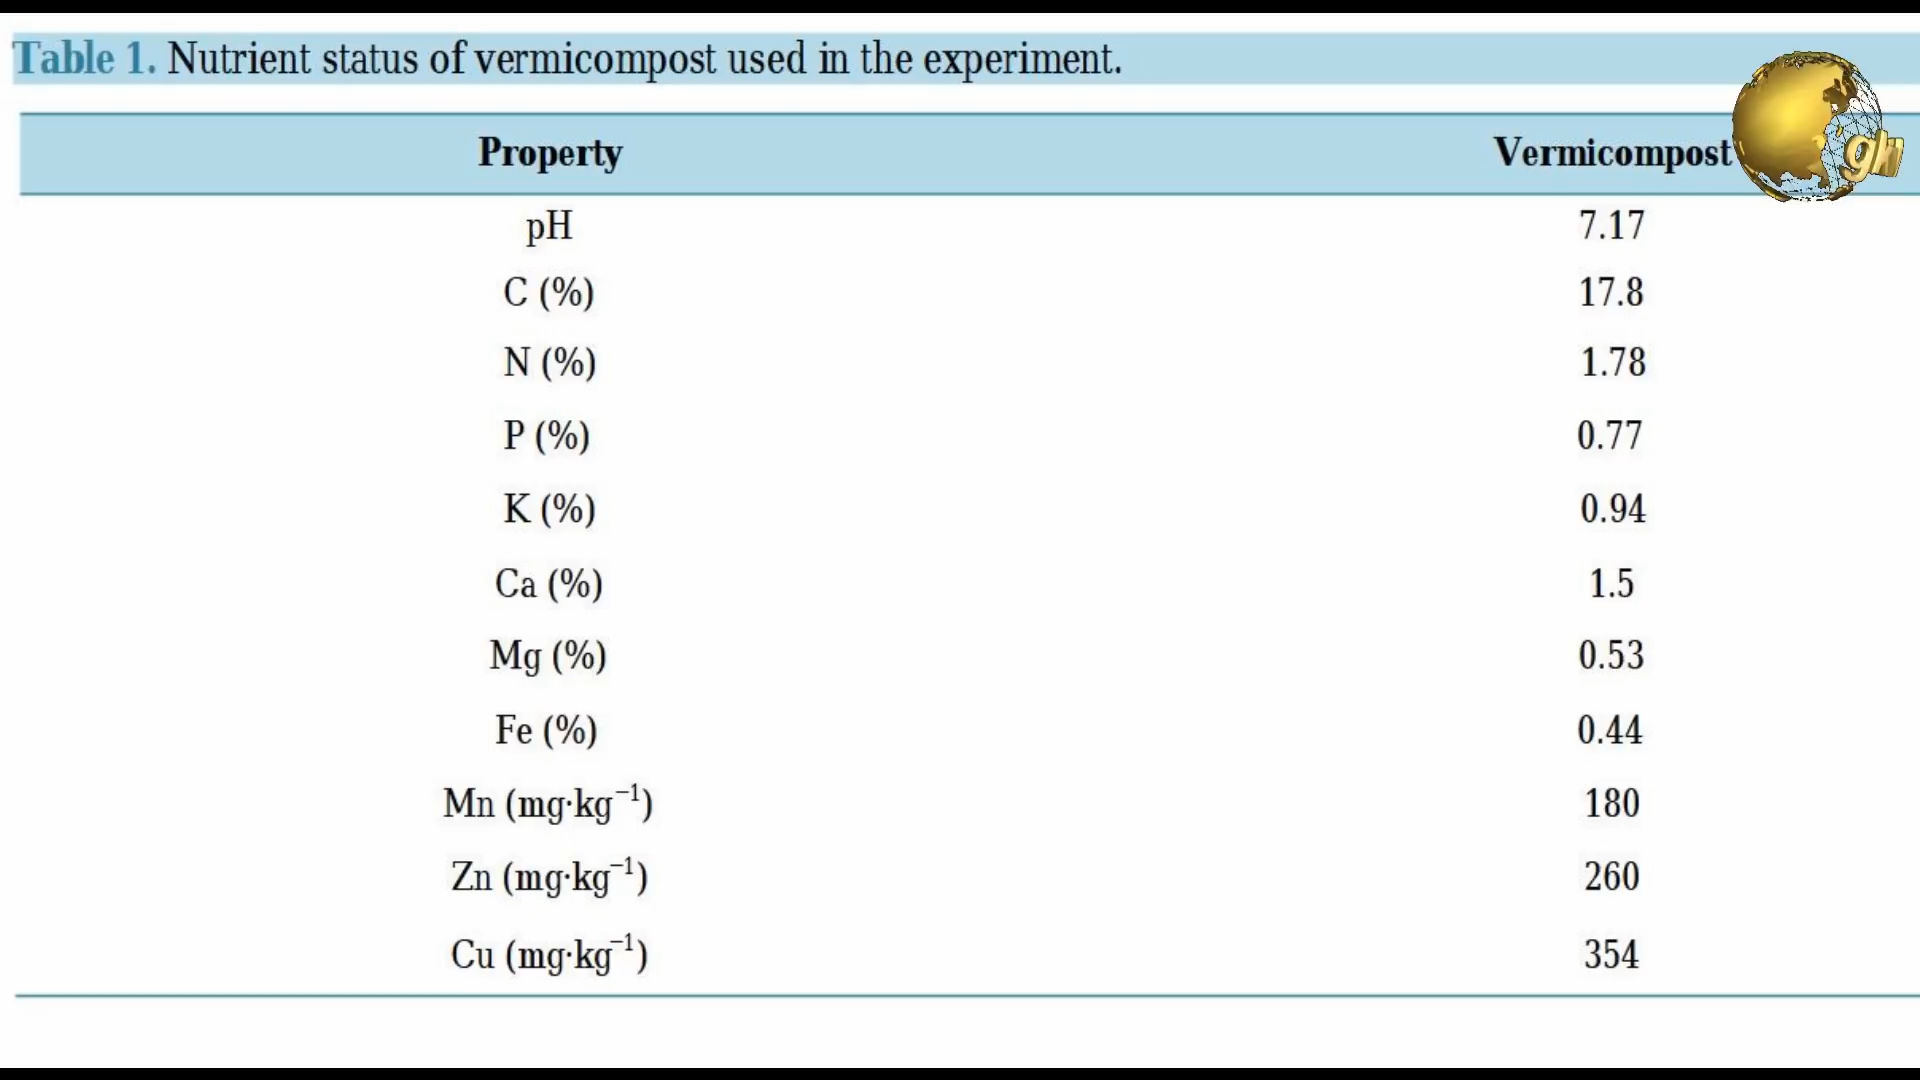 Table 1. Nutrient status of vermicompost used in the experiment.
Property Vermicompost
pH 7.17
C (%) 17.8
N (%) 1.78
P (%) 0.77
K (%) 0.94
Ca (%) 1.5
Mg (%) 0.53
Fe (%) 0.44
Mn (mg·kg⁻¹) 180
Zn (mg·kg⁻¹) 260
Cu (mg·kg⁻¹) 354